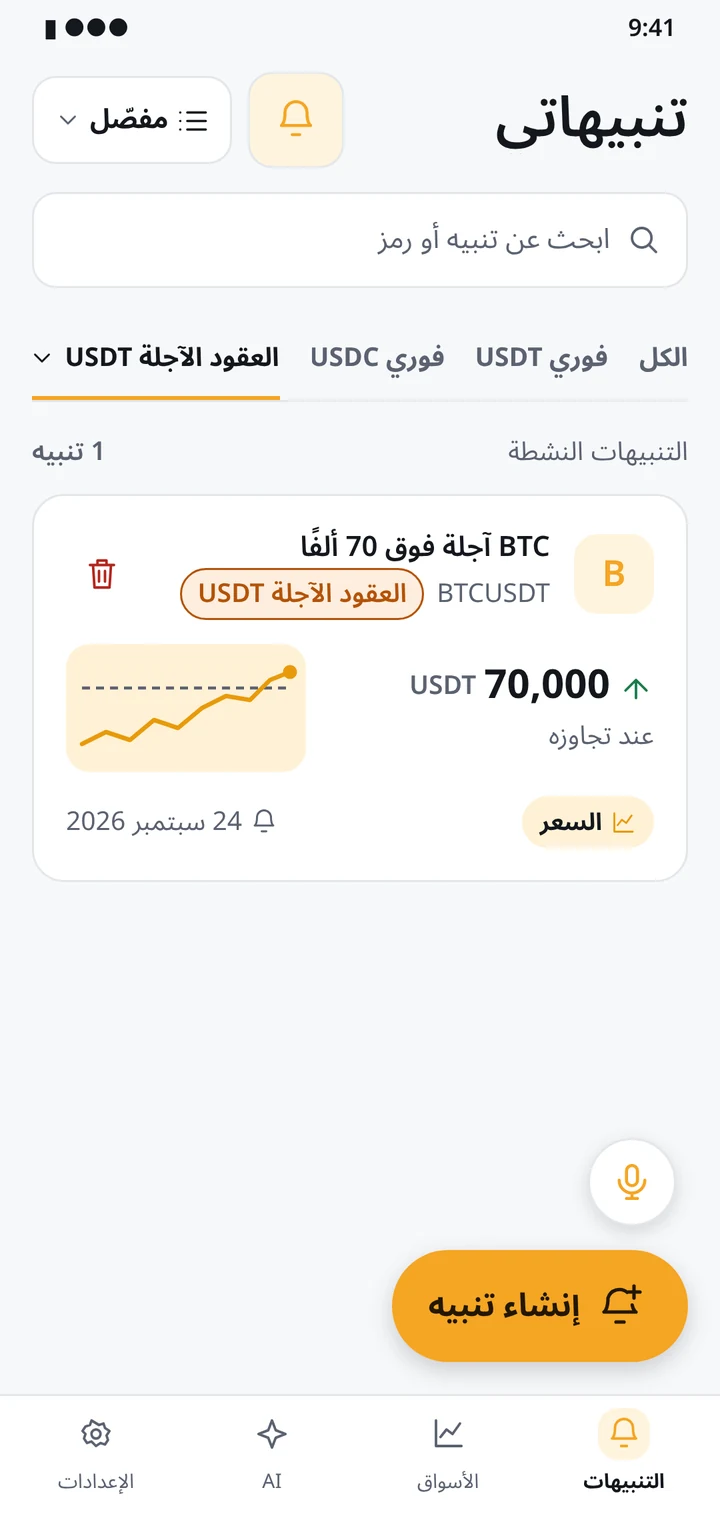 9:41
تنبيهاتی
مفصّل
ابحث عن تنبيه أو رمز
الكل
فوري USDT
فوري USDC
العقود الآجلة USDT
التنبيهات النشطة
1 تنبيه
B
BTC آجلة فوق 70 ألفًا
BTCUSDT
العقود الآجلة USDT
70,000 USDT
عند تجاوزه
السعر
24 سبتمبر 2026
إنشاء تنبيه
التنبيهات
الأسواق
AI
الإعدادات